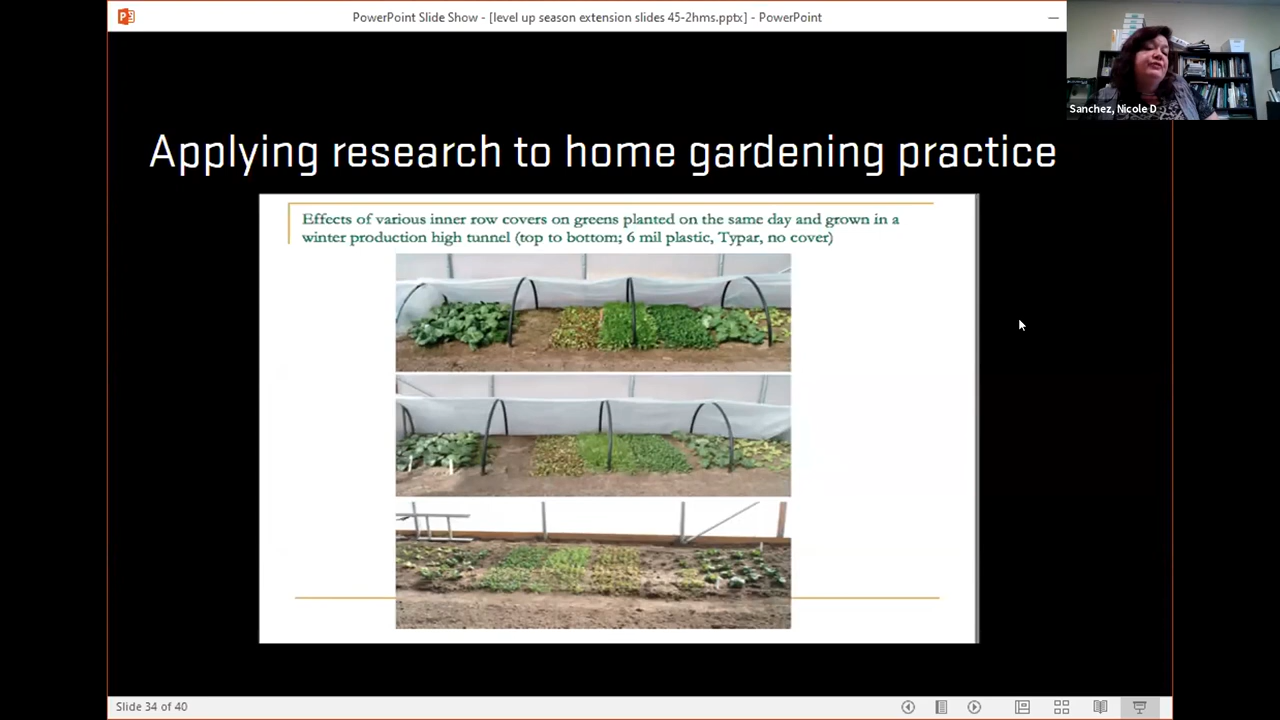 PowerPoint Slide Show - [level up season extension slides 45-2hms.pptx] - PowerPoint
Sanchez, Nicole D
Applying research to home gardening practice
Effects of various inner row covers on greens planted on the same day and grown in a
winter production high tunnel (top to bottom; 6 mil plastic, Typar, no cover)
Slide 34 of 40